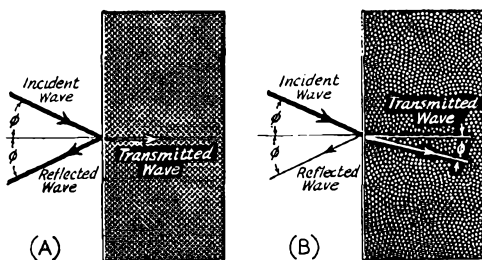 Incident
Wave
ϕ
ϕ
Reflected
Wave
Transmitted
Wave
(A)
Incident
Wave
ϕ
ϕ
Reflected
Wave
Transmitted
Wave
ϕ
(B)